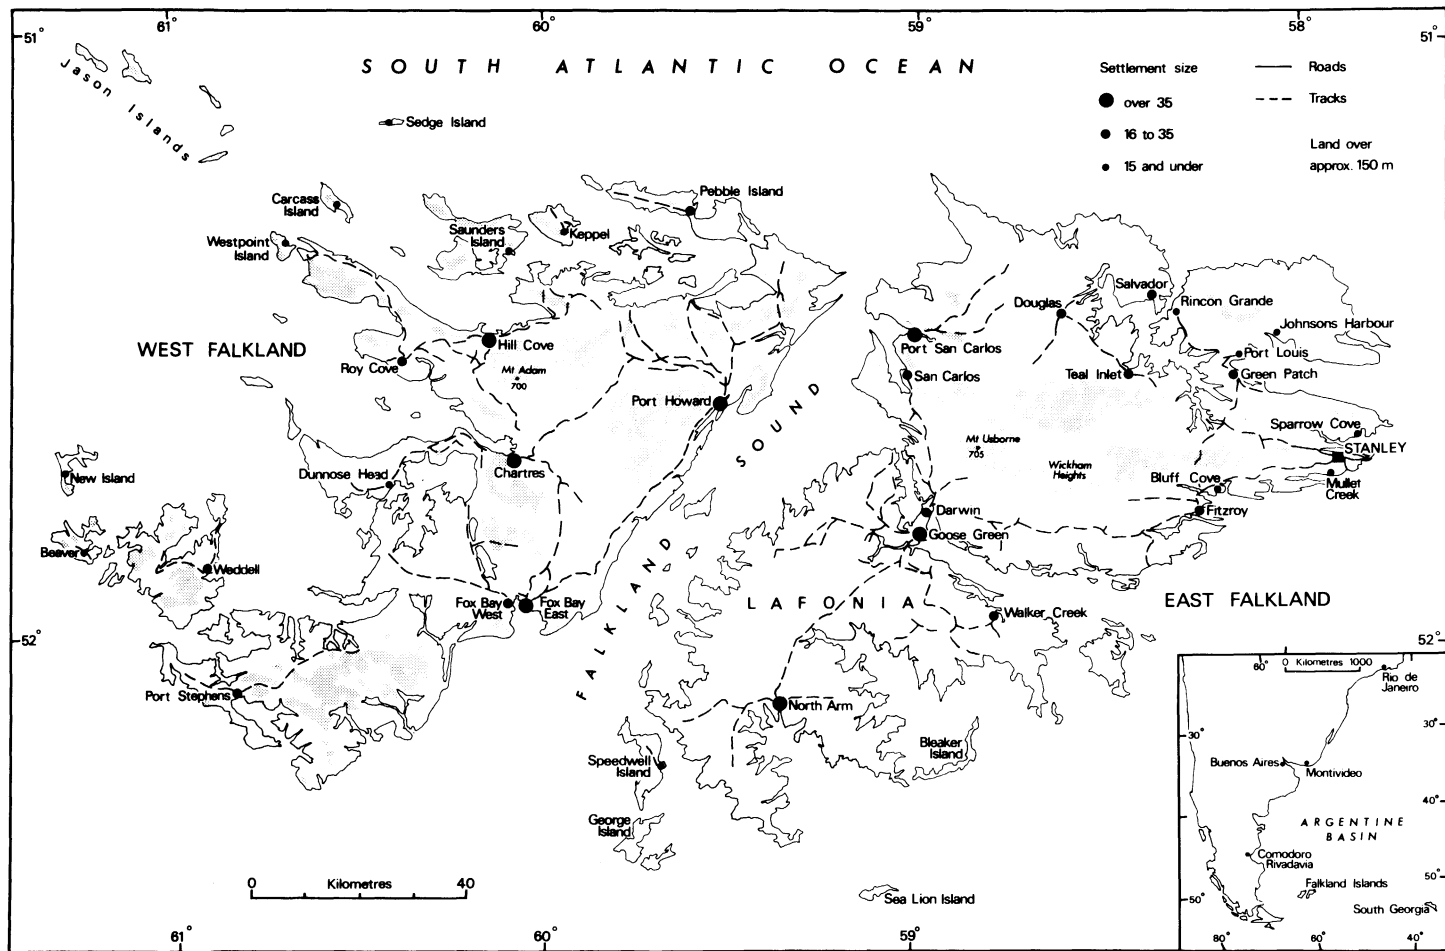 61°
60°
59°
58°
51°
51°
SOUTH ATLANTIC OCEAN
Jason Islands
Settlement size
over 35
16 to 35
15 and under
Roads
Tracks
Land over
approx. 150 m
Sedge Island
Carcass
Island
Westpoint
Island
Saunders
Island
Keppel
Pebble Island
WEST FALKLAND
Hill Cove
Roy Cove
Mt Adam
700
Port Howard
Chartres
Dunnose Head
New Island
Beaver
Weddell
Fox Bay
West
Fox Bay
East
Port Stephens
FALKLAND SOUND
Salvador
Douglas
Rincon Grande
Johnsons Harbour
Port San Carlos
San Carlos
Teal Inlet
Port Louis
Green Patch
Sparrow Cove
STANLEY
Mt Usborne
705
Wickham
Heights
Bluff Cove
Mullet
Creek
Fitzroy
Darwin
Goose Green
LAFONIA
Walker Creek
EAST FALKLAND
North Arm
Speedwell
Island
George
Island
Bleaker
Island
Sea Lion Island
52°
52°
0 Kilometres 40
61°
60°
59°
60°
0 Kilometres 1000
Rio de
Janeiro
30°
30°
Buenos Aires
Montivideo
40°
ARGENTINE
BASIN
Comodoro
Rivadavia
50°
Falkland Islands
50°
South Georgia
80°
60°
40°